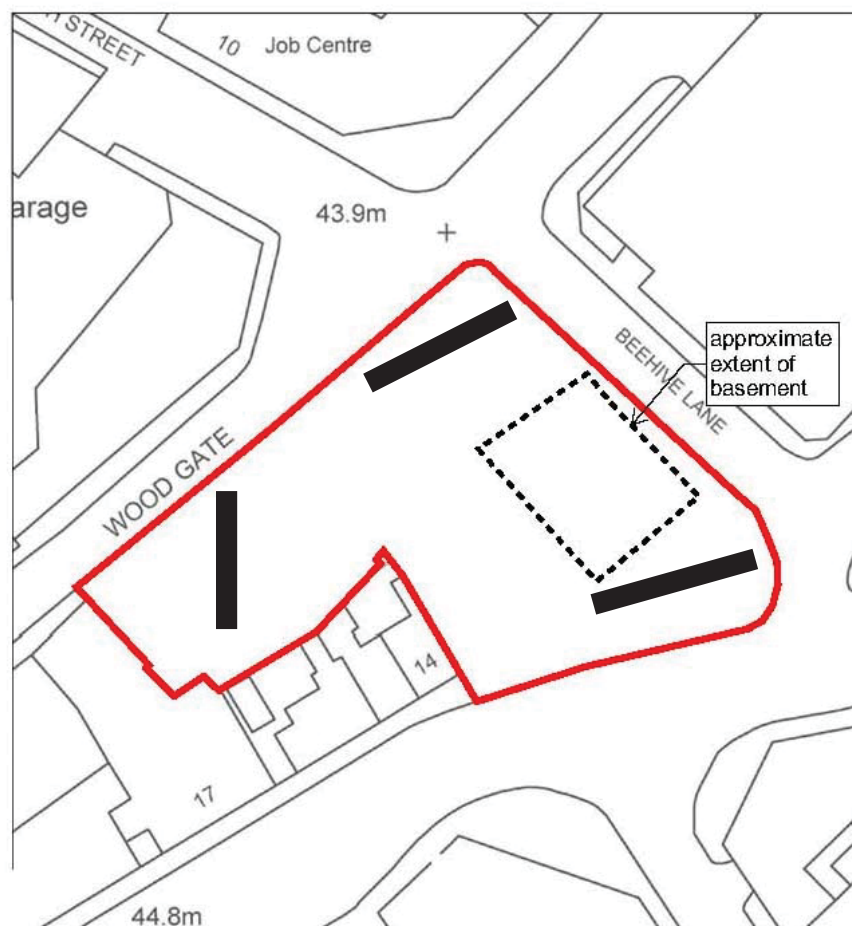 STREET
10 Job Centre
arage
43.9m
approximate
extent of
basement
BEEHIVE LANE
WOOD GATE
14
17
44.8m